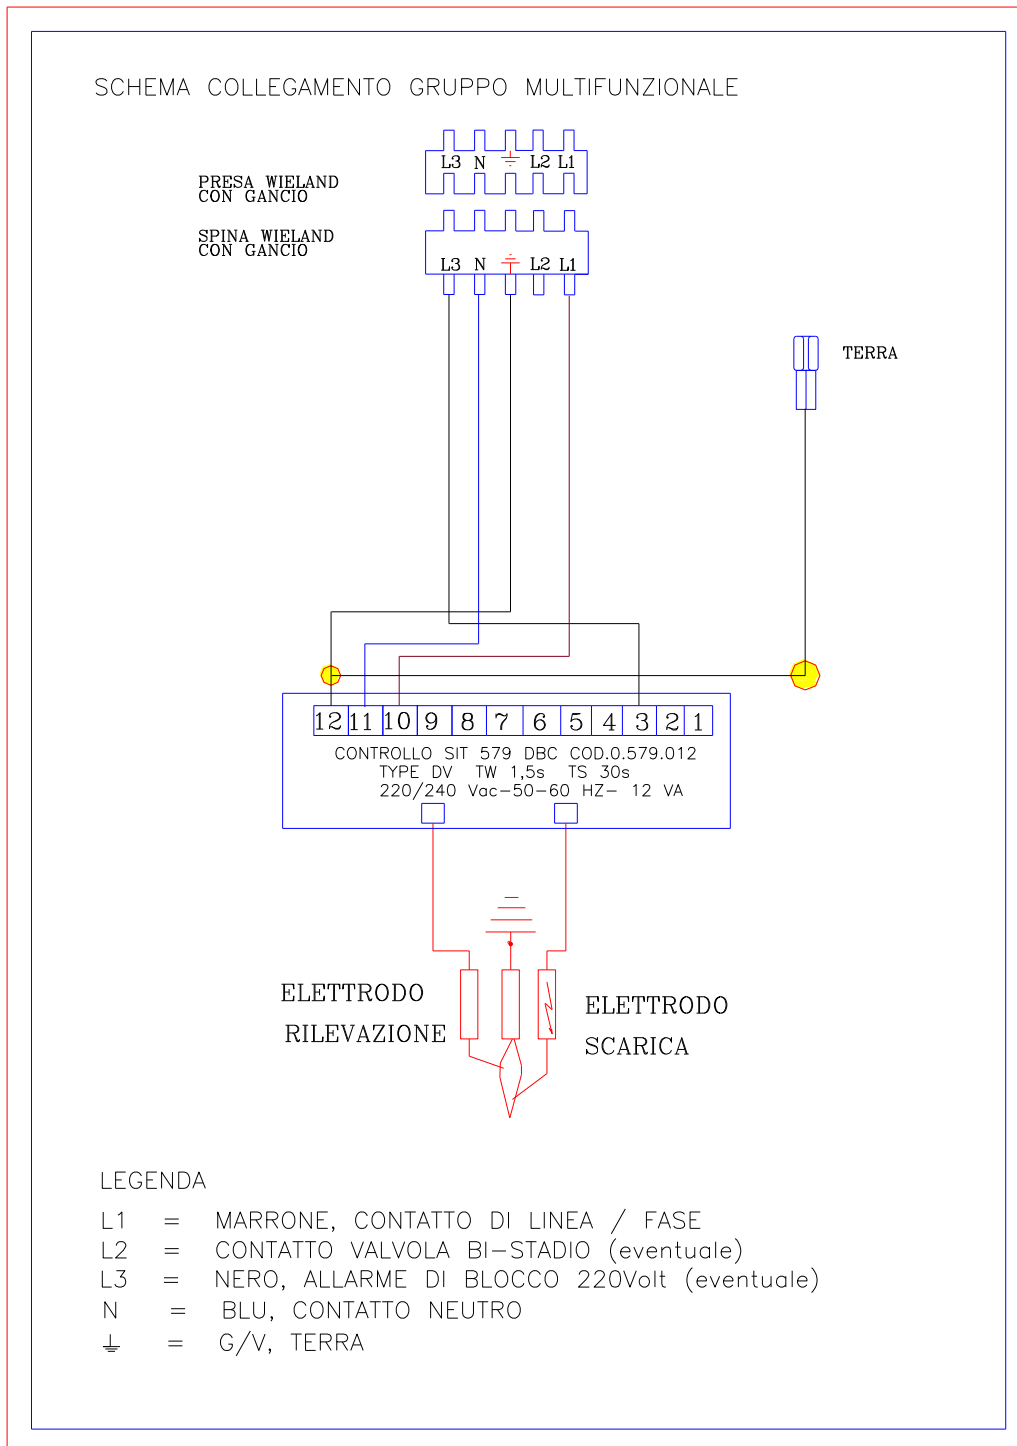 SCHEMA COLLEGAMENTO GRUPPO MULTIFUNZIONALE
L3 N L2 L1
PRESA WIELAND
CON GANCIO
SPINA WIELAND
CON GANCIO
L3 N L2 L1
TERRA
12 11 10 9 8 7 6 5 4 3 2 1
CONTROLLO SIT 579 DBC COD.0.579.012
TYPE DV TW 1,5s TS 30s
220/240 Vac-50-60 HZ- 12 VA
ELETTRODO
RILEVAZIONE
ELETTRODO
SCARICA
LEGENDA
L1 = MARRONE, CONTATTO DI LINEA / FASE
L2 = CONTATTO VALVOLA BI-STADIO (eventuale)
L3 = NERO, ALLARME DI BLOCCO 220Volt (eventuale)
N = BLU, CONTATTO NEUTRO
⏚ = G/V, TERRA